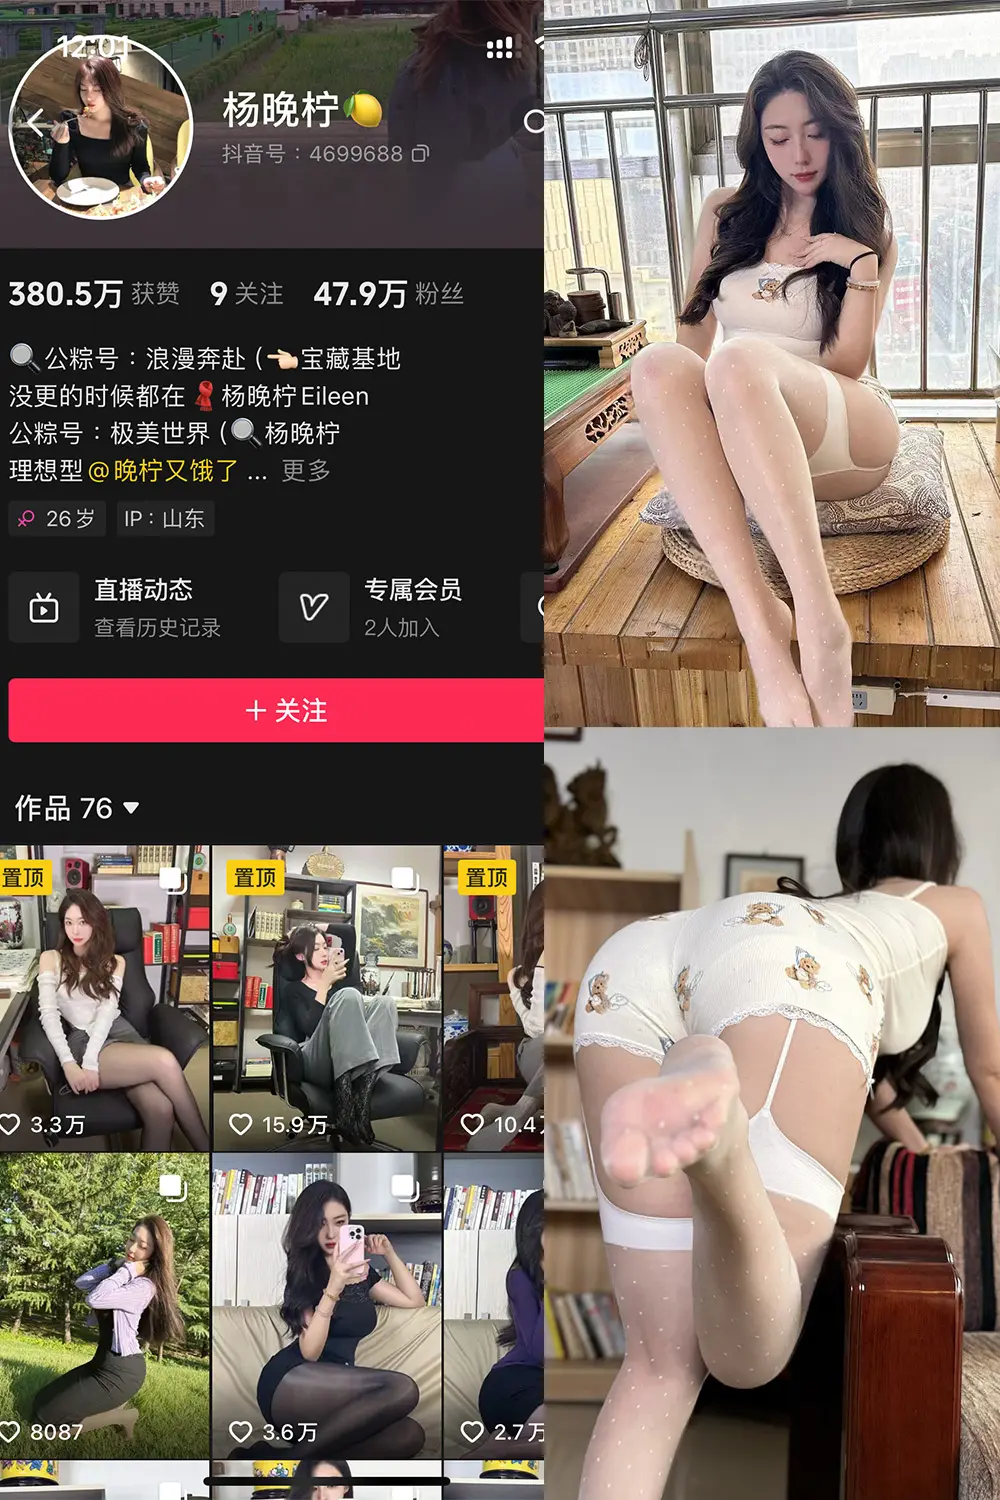 12:01
杨晚柠🍋
抖音号：4699688
380.5万 获赞 9 关注 47.9万 粉丝
🔍公粽号：浪漫奔赴 (👈宝藏基地
没更的时候都在🧣杨晚柠Eileen
公粽号：极美世界 (🔍杨晚柠
理想型@晚柠又饿了 ... 更多
26岁 IP：山东
直播动态 专属会员
查看历史记录 2人加入
+ 关注
作品 76
置顶 置顶 置顶
3.3万 15.9万 10.4
8087 3.6万 2.7万